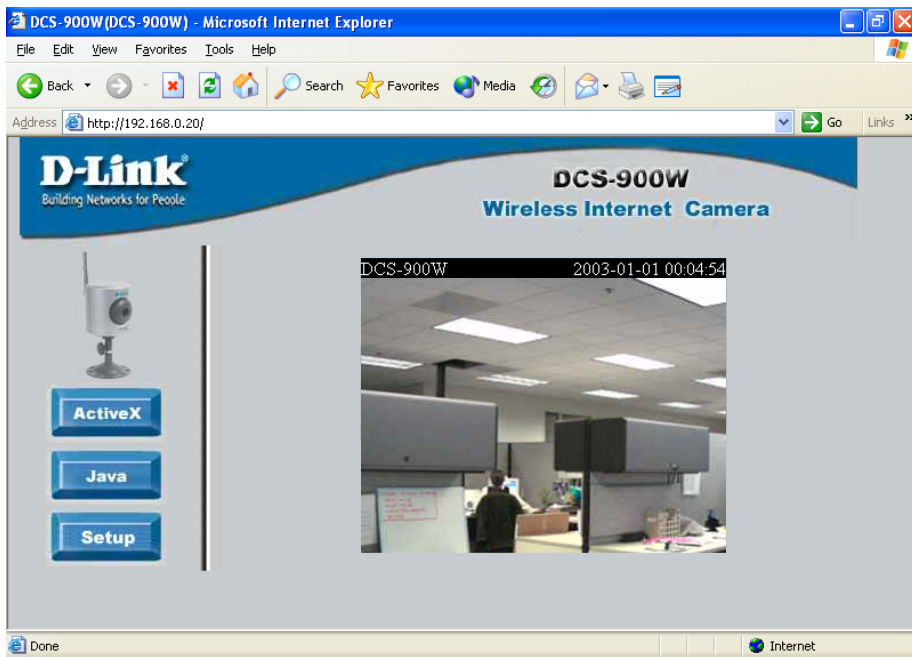 DCS-900W(DCS-900W) - Microsoft Internet Explorer
File Edit View Favorites Tools Help
Back Search Favorites Media
Address http://192.168.0.20/ Go Links »
D-Link®
Building Networks for People
DCS-900W
Wireless Internet Camera
DCS-900W 2003-01-01 00:04:54
ActiveX
Java
Setup
Done Internet